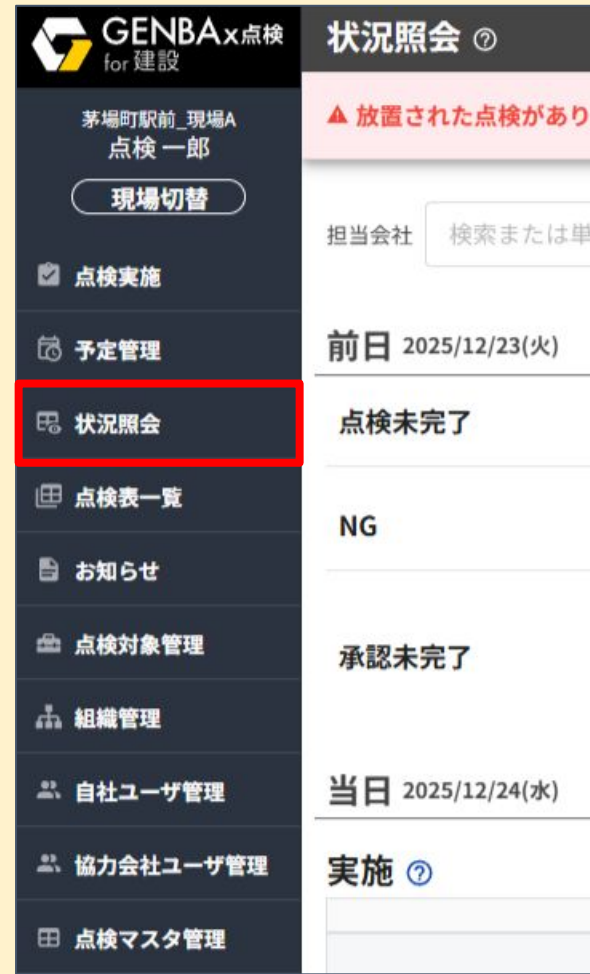 GENBAx点検
for 建設
茅場町駅前_現場A
点検 一郎
現場切替
点検実施
予定管理
状況照会
点検表一覧
お知らせ
点検対象管理
組織管理
自社ユーザ管理
協力会社ユーザ管理
点検マスタ管理
状況照会
放置された点検があり
担当会社 検索または単
前日 2025/12/23(火)
点検未完了
NG
承認未完了
当日 2025/12/24(水)
実施